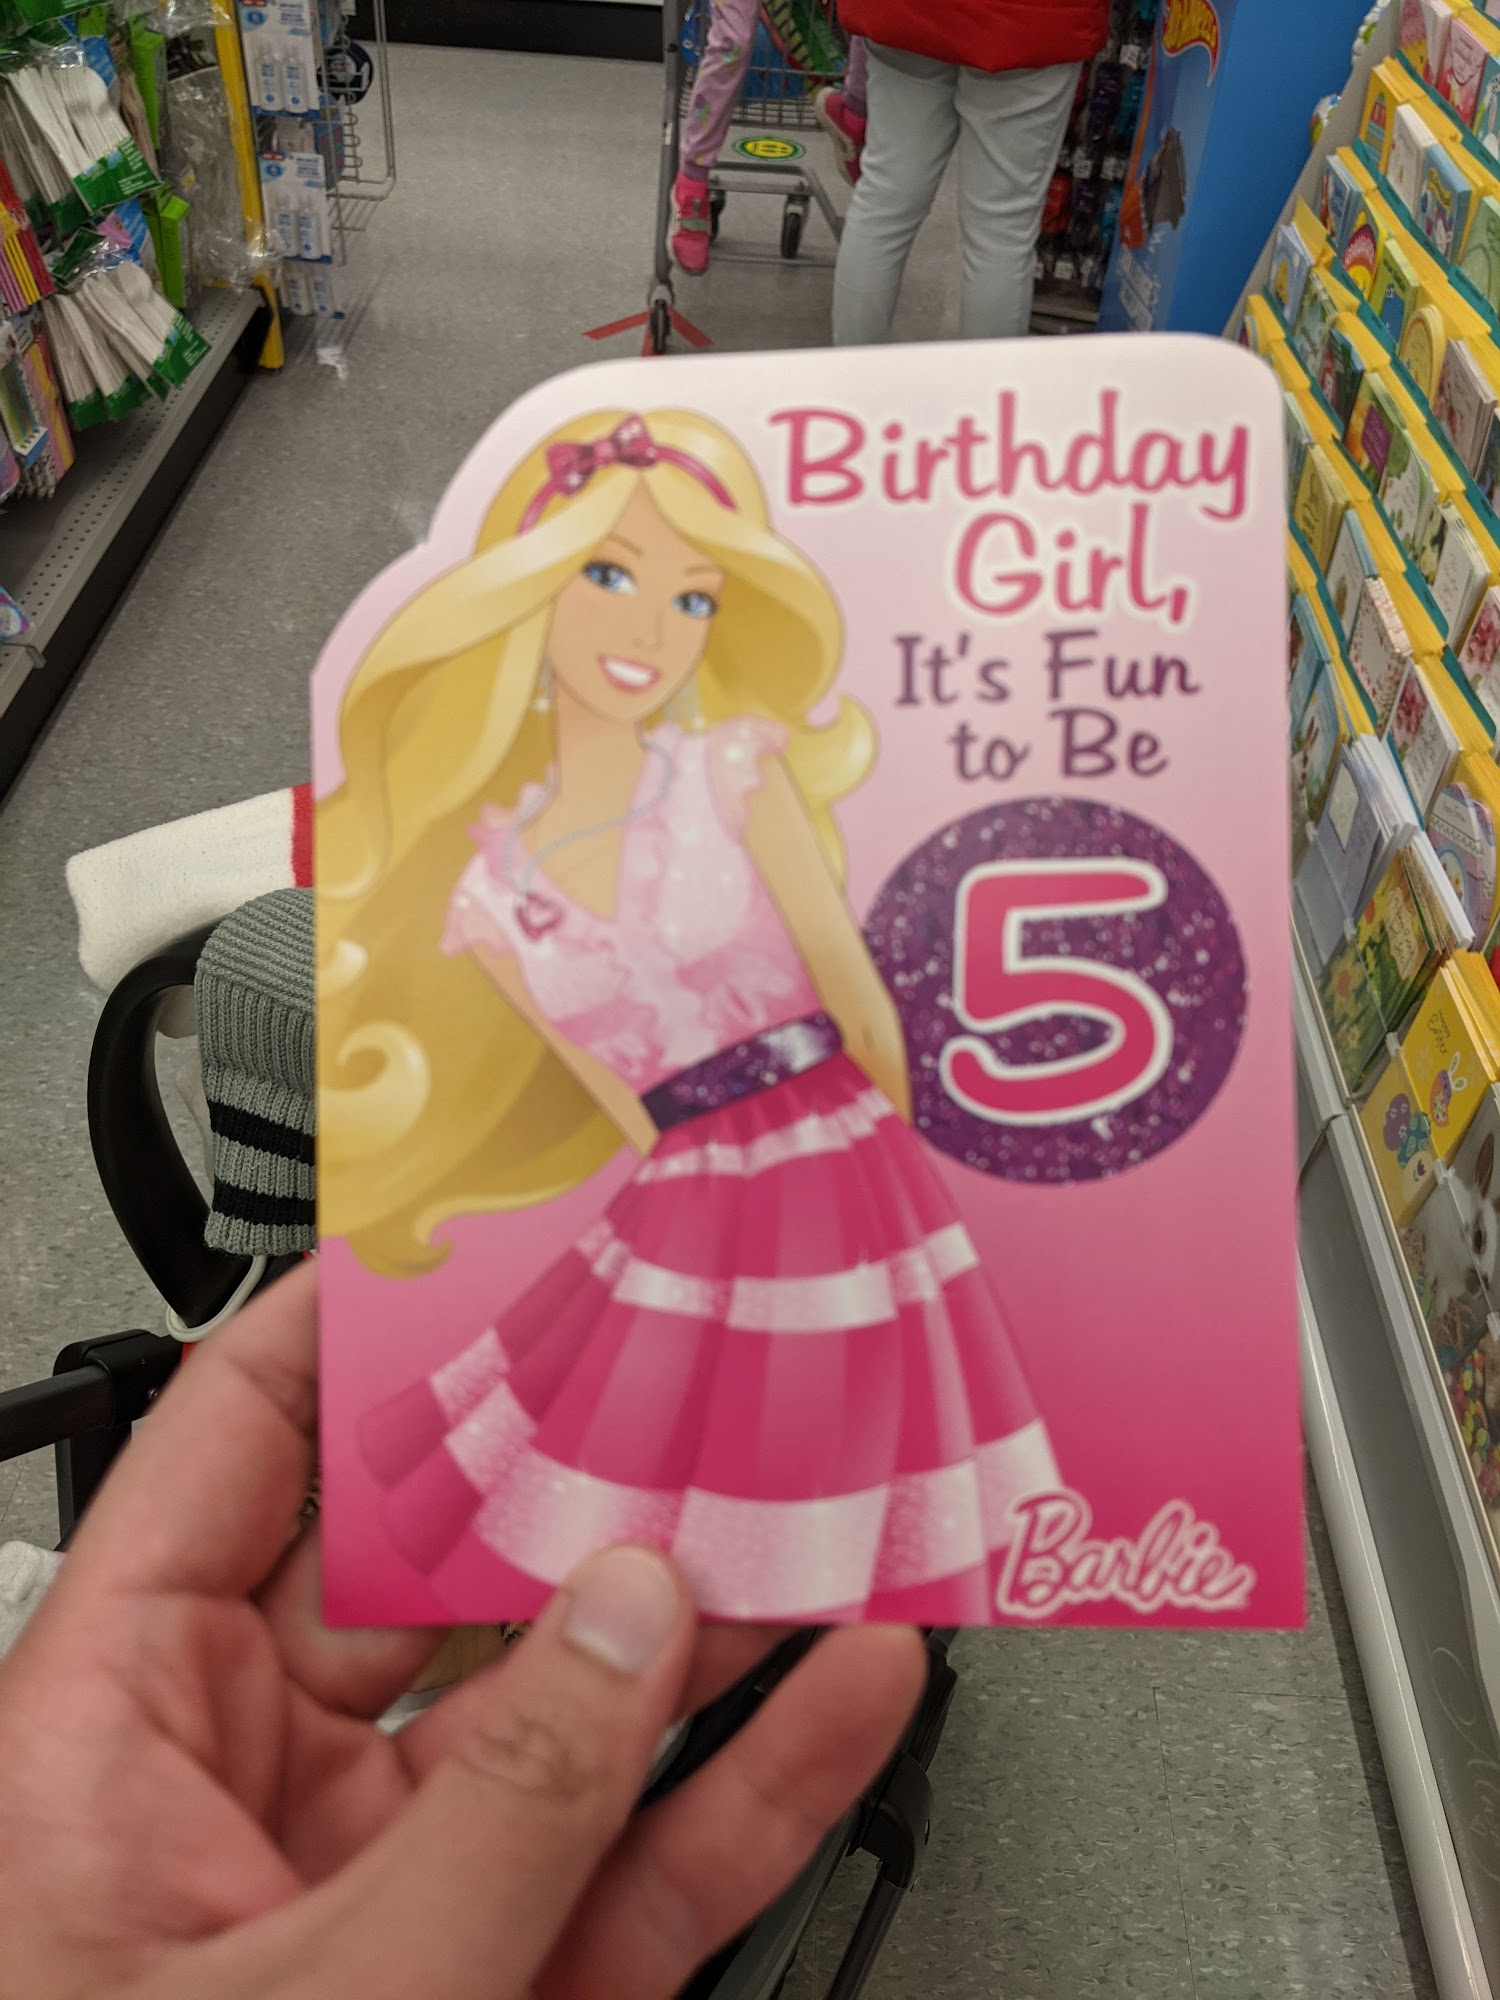 Birthday
Girl,
It's Fun
to Be
5
Barbie